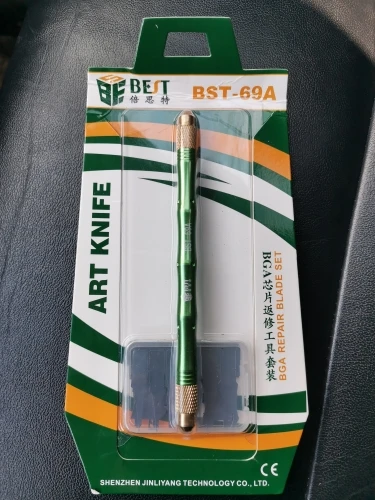 BEST
倍思特
BST-69A
ART KNIFE
BGA芯片返修工具套装
BGA REPAIR BLADE SET
CE
SHENZHEN JINLIYANG TECHNOLOGY CO., LTD.